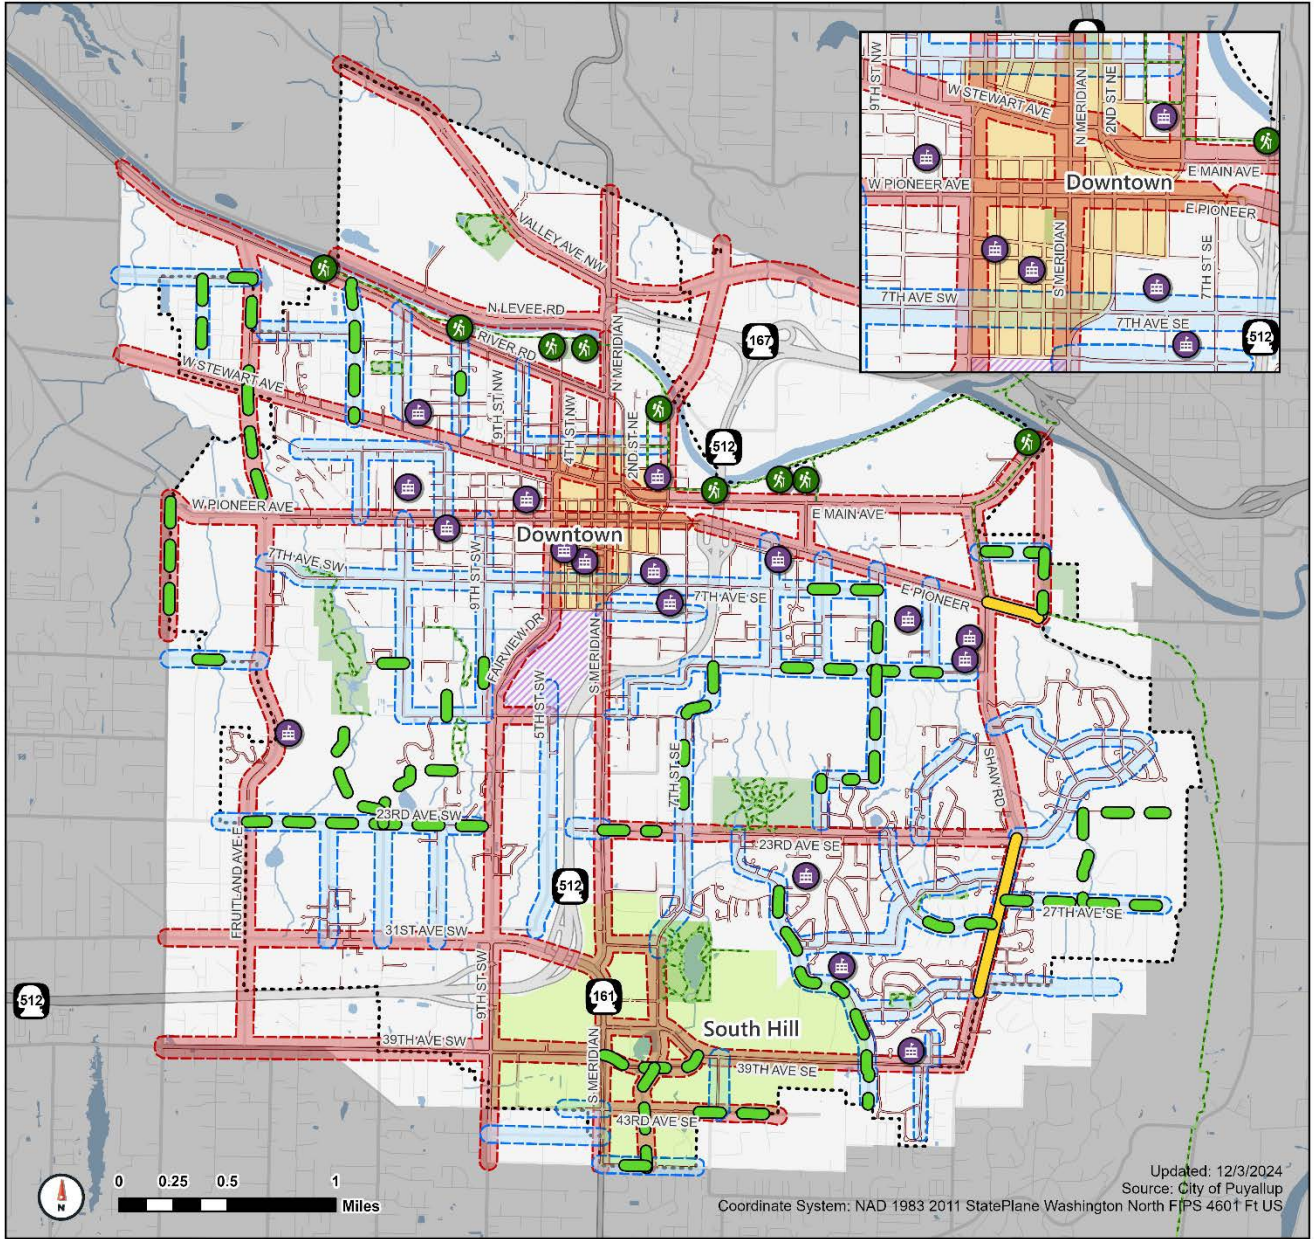 9TH ST NW
W STEWART AVE
N MERIDIAN
2ND ST NE
E MAIN AVE
W PIONEER AVE
Downtown
E PIONEER
S MERIDIAN
7TH ST SE
7TH AVE SW
7TH AVE SE
512
VALLEY AVE NW
N LEVEE RD
RIVER RD
N MERIDIAN
167
W STEWART AVE
9TH ST NW
4TH ST NW
2ND ST NE
512
W PIONEER AVE
E MAIN AVE
Downtown
7TH AVE SW
9TH ST SW
7TH AVE SE
E PIONEER
FAIRVIEW DR
S MERIDIAN
5TH ST SW
7TH ST SE
SHAW RD
23RD AVE SW
23RD AVE SE
FRUITLAND AVE E
512
27TH AVE SE
31ST AVE SW
9TH ST SW
512
161
South Hill
39TH AVE SW
S MERIDIAN
39TH AVE SE
43RD AVE SE
N
0 0.25 0.5 1
Miles
Updated: 12/3/2024
Source: City of Puyallup
Coordinate System: NAD 1983 2011 StatePlane Washington North FIPS 4601 Ft US